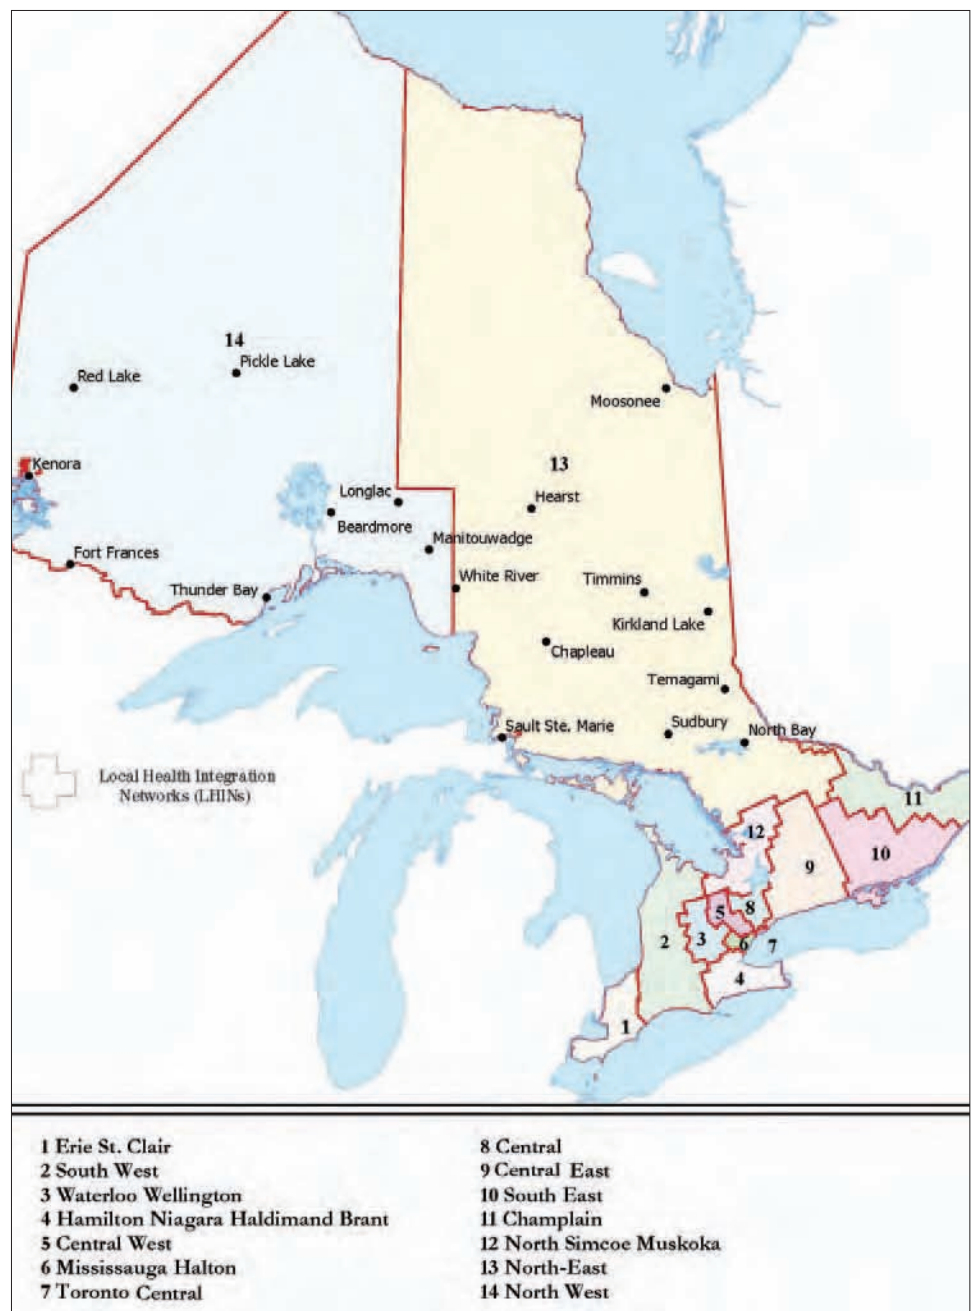 14
Pickle Lake
Red Lake
Moosonee
Kenora
13
Longlac
Hearst
Beardmore
Manitouwadge
Fort Frances
White River
Timmins
Thunder Bay
Kirkland Lake
Chapleau
Temagami
Sault Ste. Marie
Sudbury
North Bay
Local Health Integration
Networks (LHINs)
11
12
10
9
8
5
2
3
6
7
4
1
1 Erie St. Clair
2 South West
3 Waterloo Wellington
4 Hamilton Niagara Haldimand Brant
5 Central West
6 Mississauga Halton
7 Toronto Central
8 Central
9 Central East
10 South East
11 Champlain
12 North Simcoe Muskoka
13 North-East
14 North West